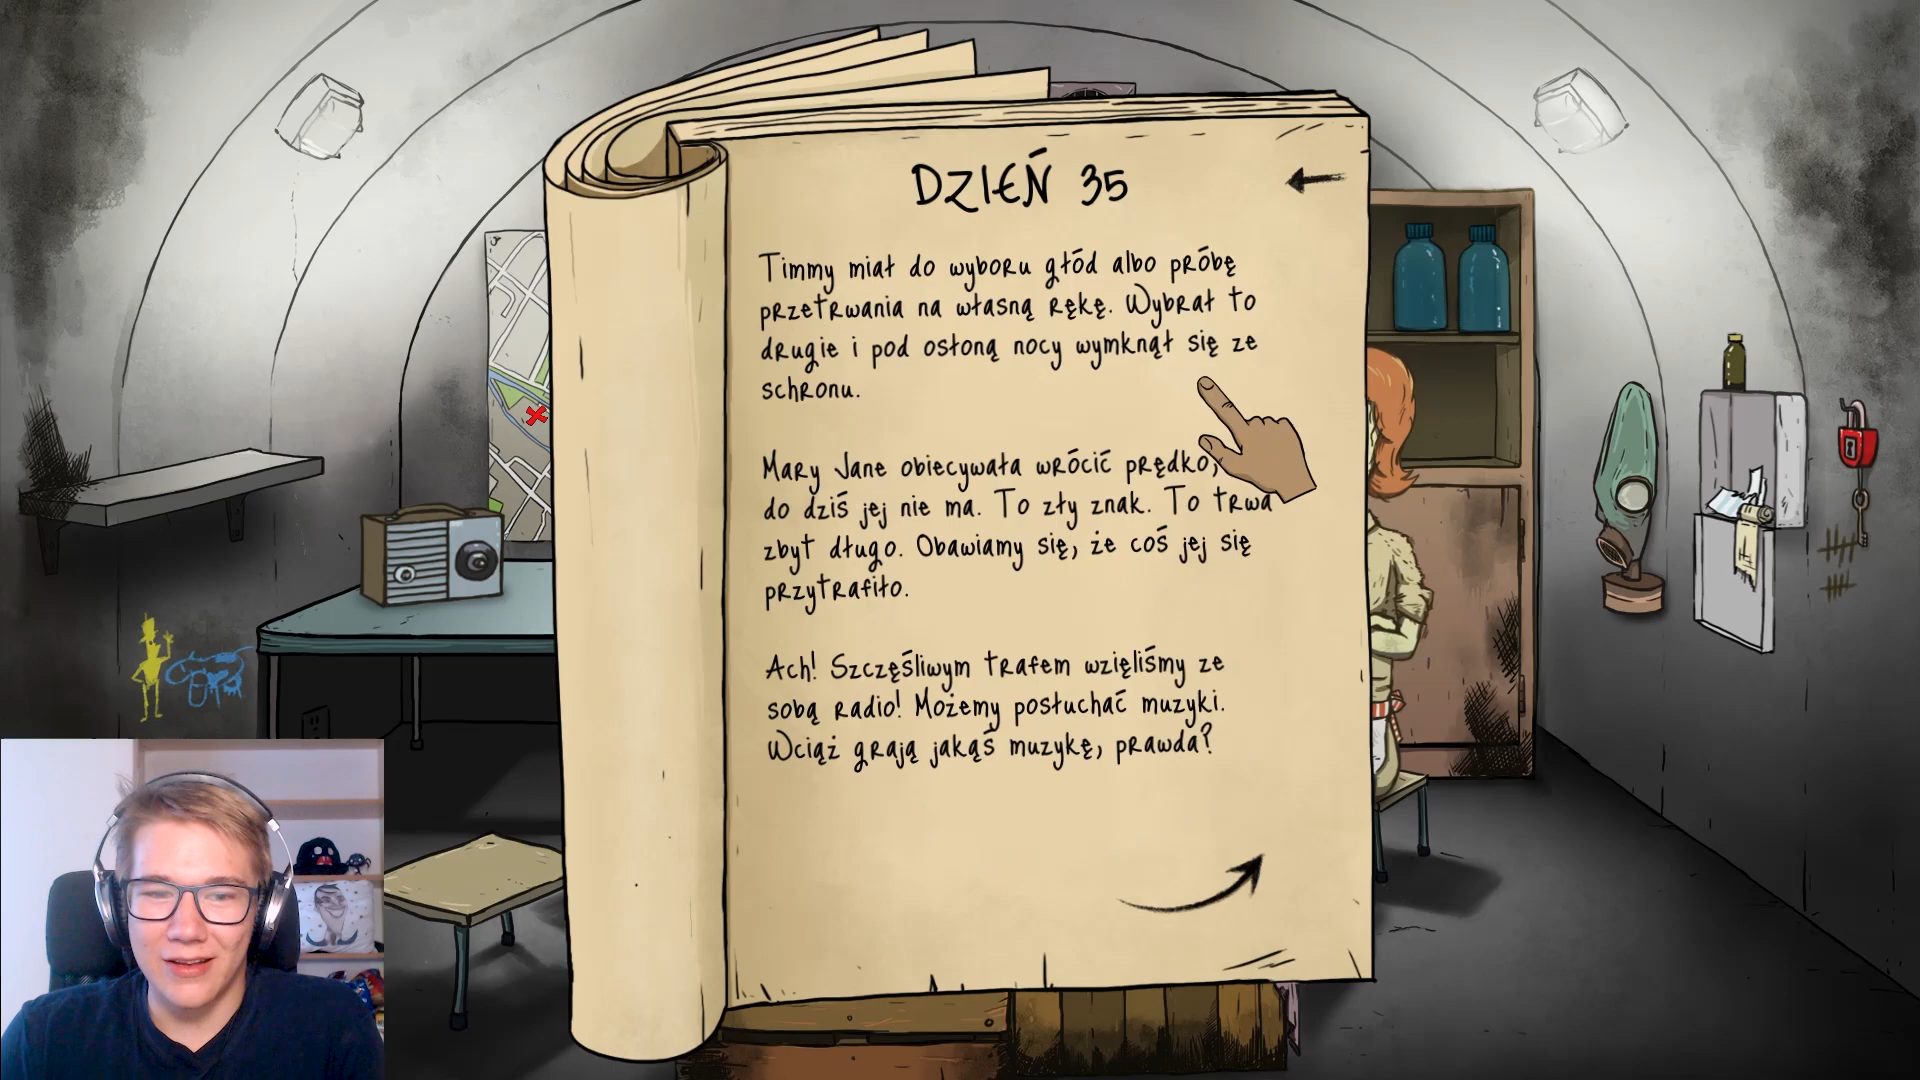 DZIEŃ 35
Timmy miał do wyboru głód albo próbę
przetrwania na własną rękę. Wybrał to
drugie i pod osłoną nocy wymknął się ze
schronu.
Mary Jane obiecywała wrócić prędko,
do dziś jej nie ma. To zły znak. To trwa
zbyt długo. Obawiamy się, że coś jej się
przytrafiło.
Ach! Szczęśliwym trafem wzięliśmy ze
sobą radio! Możemy posłuchać muzyki.
Wciąż grają jakąś muzykę, prawda?